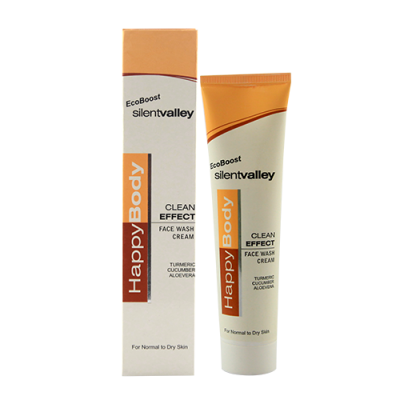 EcoBoost
silentvalley
HappyBody
CLEAN
EFFECT
FACE WASH
CREAM
TURMERIC
CUCUMBER
ALOEVERA
For Normal to Dry Skin
EcoBoost
silentvalley
HappyBody
CLEAN
EFFECT
FACE WASH
CREAM
TURMERIC
CUCUMBER
ALOEVERA
For Normal to Dry Skin